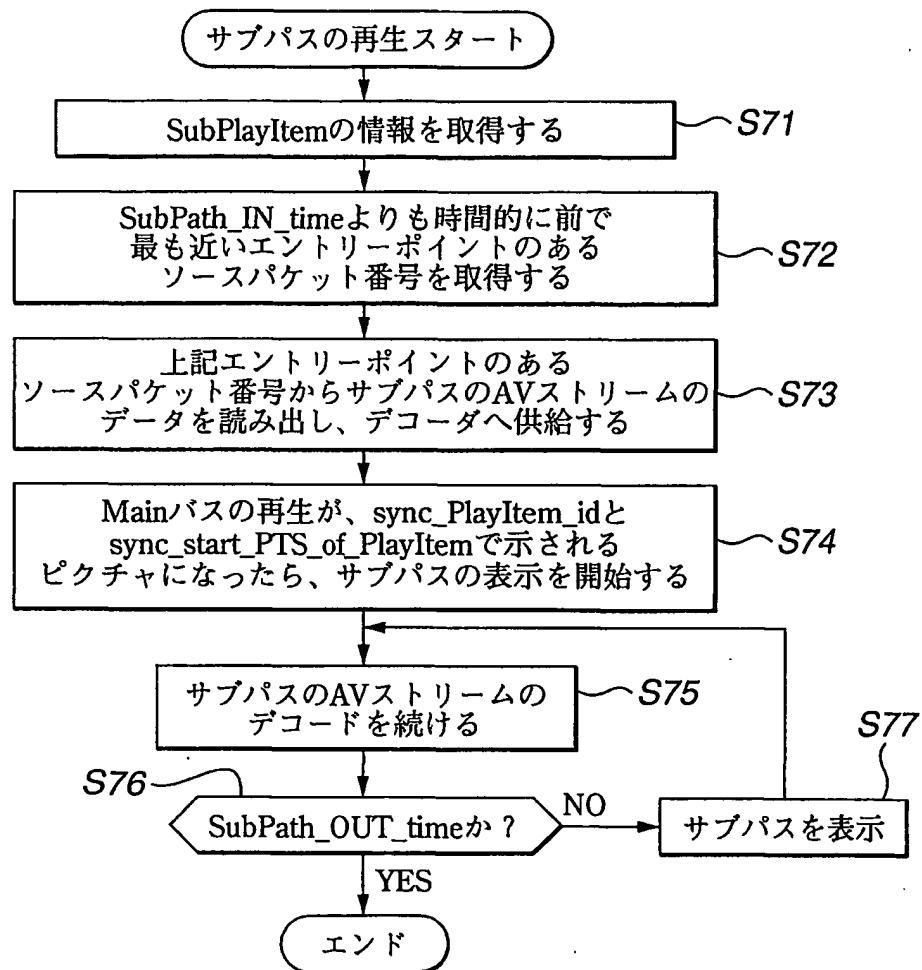 サブパスの再生スタート
SubPlayItemの情報を取得する
S71
SubPath_IN_timeよりも時間的に前で
最も近いエントリーポイントのある
ソースパケット番号を取得する
S72
上記エントリーポイントのある
ソースパケット番号からサブパスのAVストリームの
データを読み出し、デコーダへ供給する
S73
Mainパスの再生が、sync_PlayItem_idと
sync_start_PTS_of_PlayItemで示される
ピクチャになったら、サブパスの表示を開始する
S74
サブパスのAVストリームの
デコードを続ける
S75
S76
SubPath_OUT_timeか?
NO
サブパスを表示
S77
YES
エンド